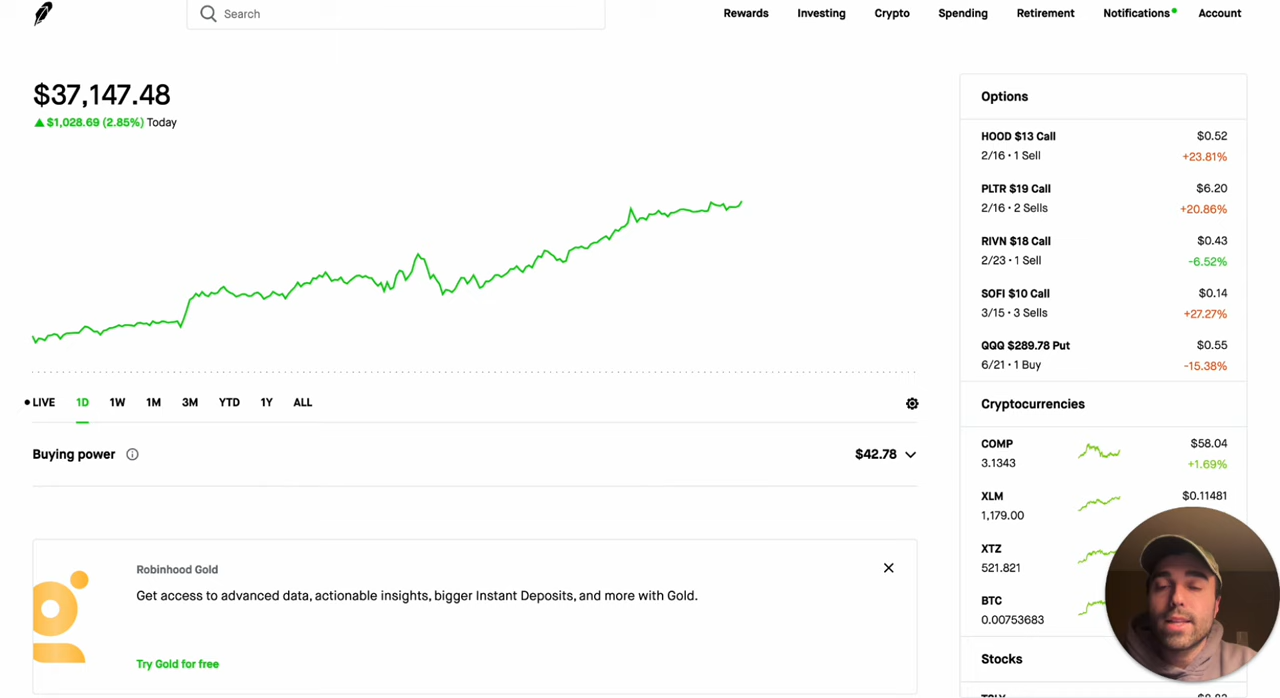 Search
Rewards
Investing
Crypto
Spending
Retirement
Notifications
Account
$37,147.48
$1,028.69 (2.85%) Today
LIVE
1D
1W
1M
3M
YTD
1Y
ALL
Buying power
$42.78
Robinhood Gold
Get access to advanced data, actionable insights, bigger Instant Deposits, and more with Gold.
Try Gold for free
Options
HOOD $13 Call $0.52
2/16 • 1 Sell +23.81%
PLTR $19 Call $6.20
2/16 • 2 Sells +20.86%
RIVN $18 Call $0.43
2/23 • 1 Sell -6.52%
SOFI $10 Call $0.14
3/15 • 3 Sells +27.27%
QQQ $289.78 Put $0.55
6/21 • 1 Buy -15.38%
Cryptocurrencies
COMP $58.04
3.1343 +1.69%
XLM $0.11481
1,179.00
XTZ
521.821
BTC
0.00753683
Stocks